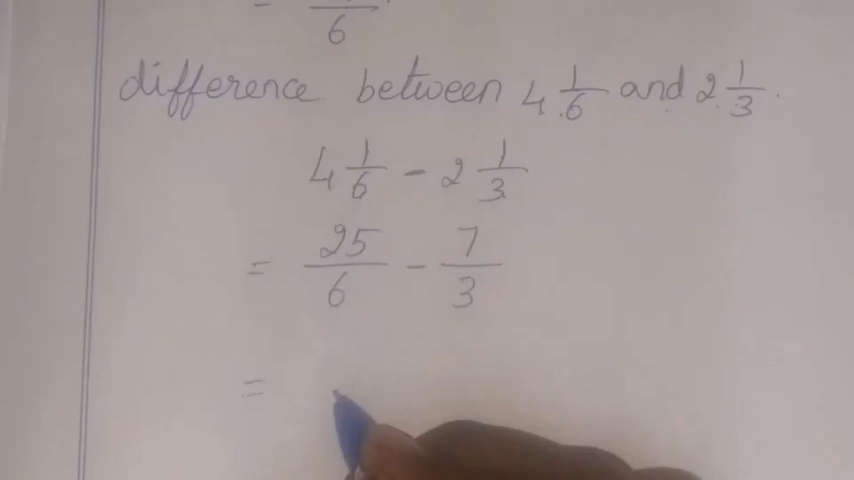 - —
6
difference between 4 1/6 and 2 1/3.
4 1/6 - 2 1/3
= 25/6 - 7/3
=